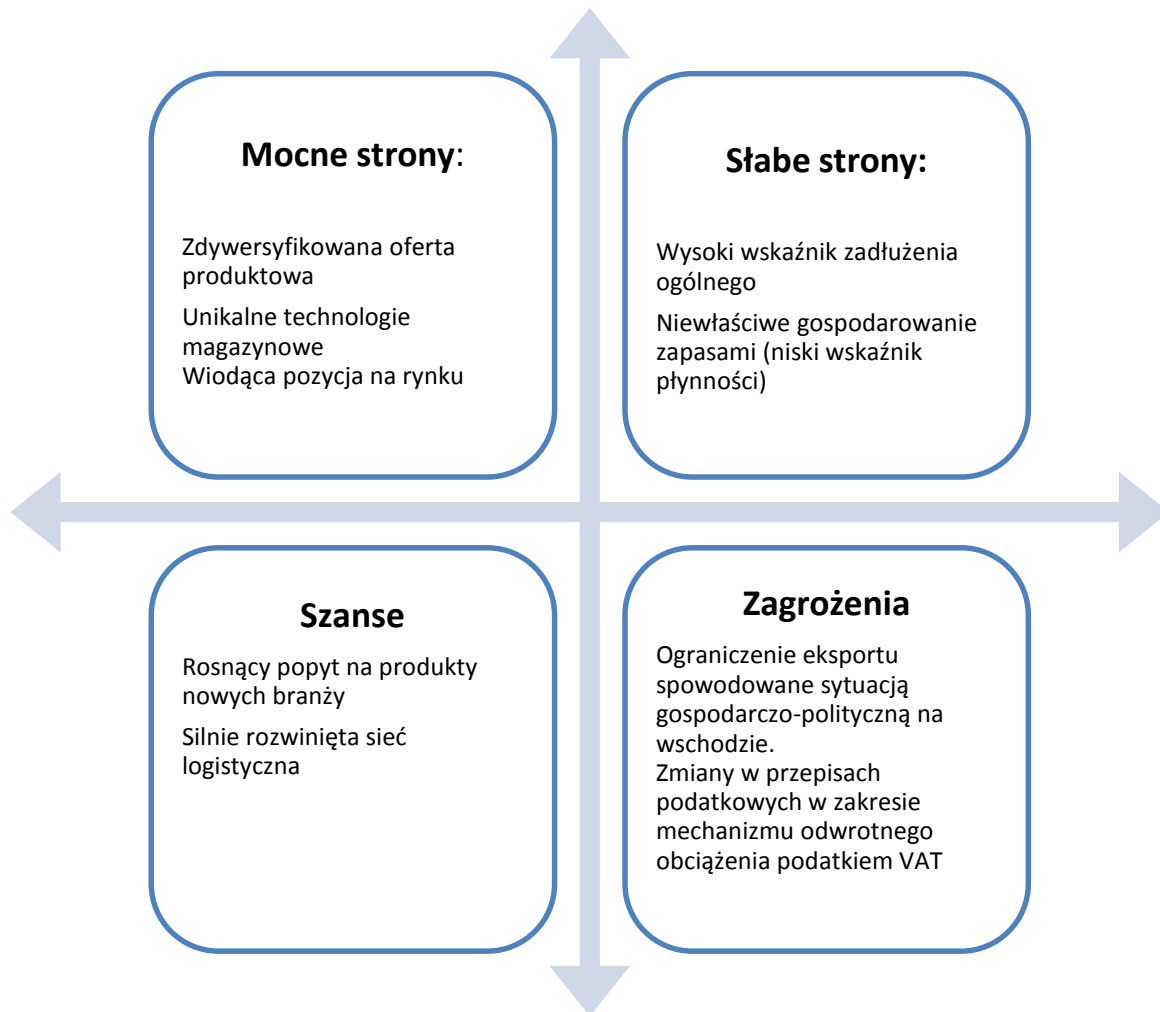 Mocne strony:
Zdywersyfikowana oferta
produktowa
Unikalne technologie
magazynowe
Wiodąca pozycja na rynku
Słabe strony:
Wysoki wskaźnik zadłużenia
ogólnego
Niewłaściwe gospodarowanie
zapasami (niski wskaźnik
płynności)
Szanse
Rosnący popyt na produkty
nowych branży
Silnie rozwinięta sieć
logistyczna
Zagrożenia
Ograniczenie eksportu
spowodowane sytuacją
gospodarczo-polityczną na
wschodzie.
Zmiany w przepisach
podatkowych w zakresie
mechanizmu odwrotnego
obciążenia podatkiem VAT